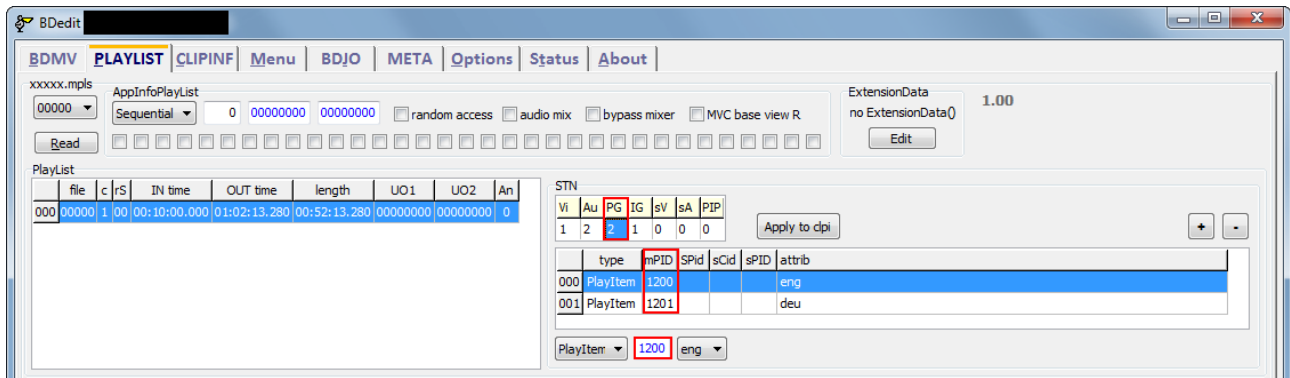 BDedit
BDMV PLAYLIST CLIPINF Menu BDJO META Options Status About
xxxxx.mpls
AppInfoPlayList
ExtensionData
1.00
00000
Sequential 0 00000000 00000000 random access audio mix bypass mixer MVC base view R
no ExtensionData()
Read
Edit
PlayList
file c rS IN time OUT time length UO1 UO2 An
000 00000 1 00 00:10:00.000 01:02:13.280 00:52:13.280 00000000 00000000 0
STN
Vi Au PG IG sV sA PIP
1 2 2 1 0 0 0
Apply to clpi
+ -
type mPID SPid sCid sPID attrib
000 PlayItem 1200 eng
001 PlayItem 1201 deu
PlayItem 1200 eng